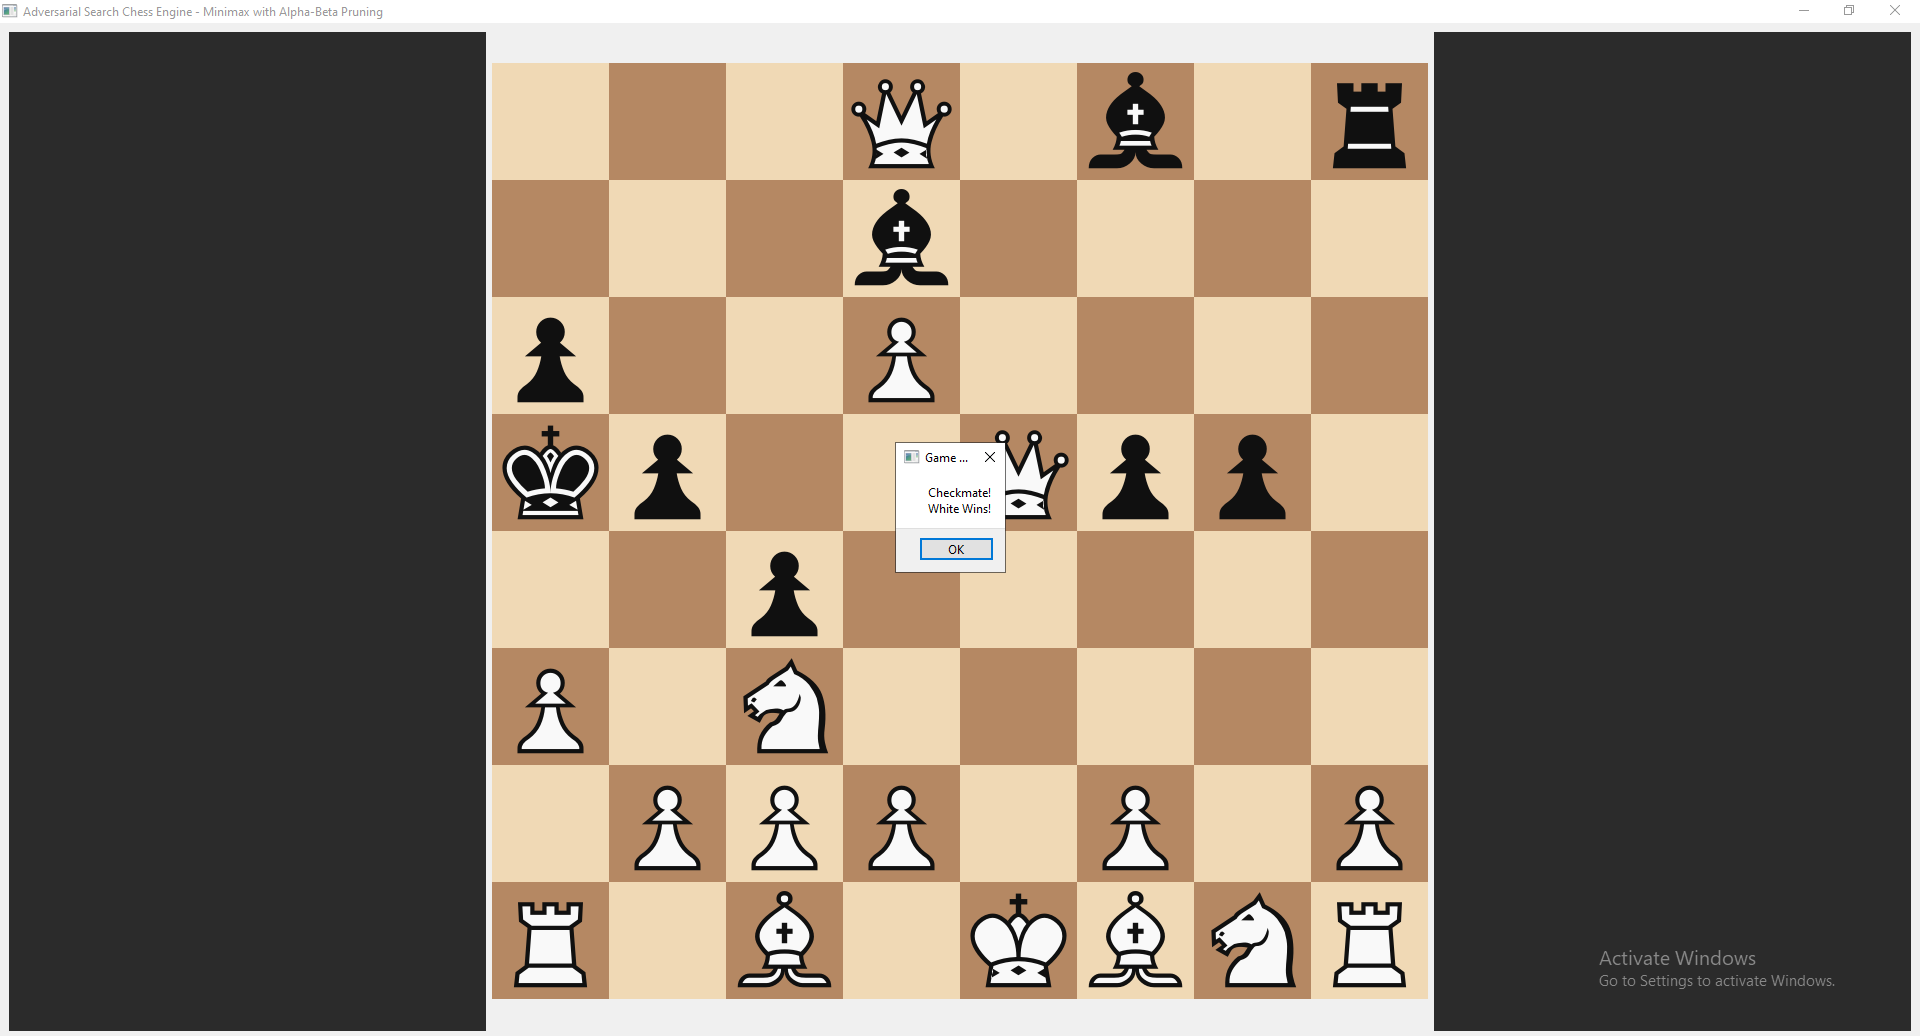 Adversarial Search Chess Engine - Minimax with Alpha-Beta Pruning
Game ...
Checkmate!
White Wins!
OK
Activate Windows
Go to Settings to activate Windows.